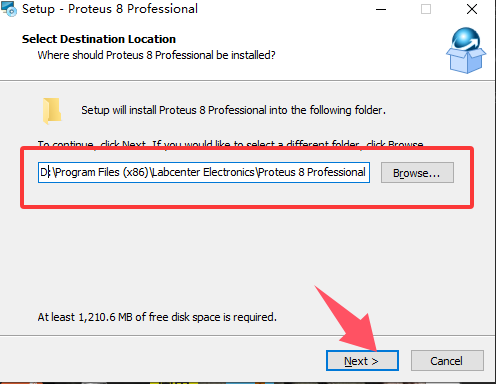 Setup - Proteus 8 Professional
Select Destination Location
Where should Proteus 8 Professional be installed?
Setup will install Proteus 8 Professional into the following folder.
To continue, click Next. If you would like to select a different folder, click Browse.
D:\Program Files (x86)\Labcenter Electronics\Proteus 8 Professional
Browse...
At least 1,210.6 MB of free disk space is required.
Next >
Cancel